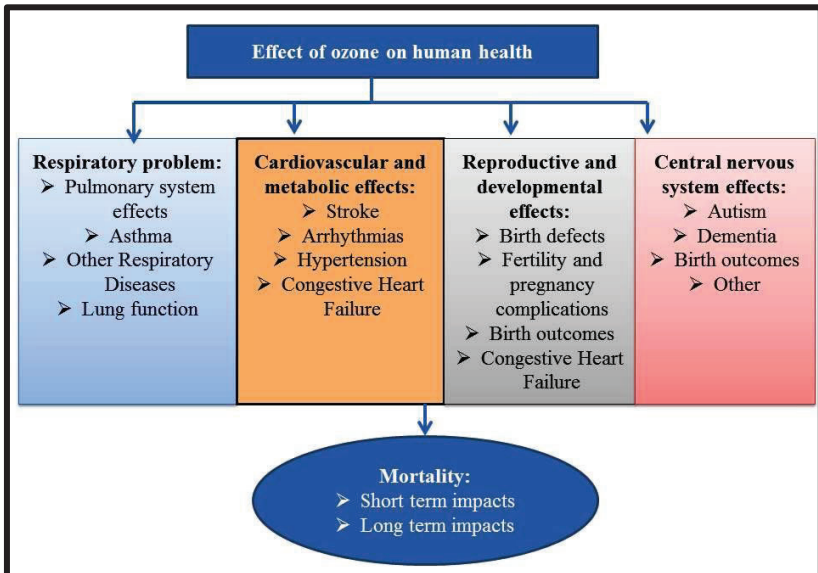 Effect of ozone on human health
Respiratory problem:
➢ Pulmonary system
effects
➢ Asthma
➢ Other Respiratory
Diseases
➢ Lung function
Cardiovascular and
metabolic effects:
➢ Stroke
➢ Arrhythmias
➢ Hypertension
➢ Congestive Heart
Failure
Reproductive and
developmental
effects:
➢ Birth defects
➢ Fertility and
pregnancy
complications
➢ Birth outcomes
➢ Congestive Heart
Failure
Central nervous
system effects:
➢ Autism
➢ Dementia
➢ Birth outcomes
➢ Other
Mortality:
➢ Short term impacts
➢ Long term impacts